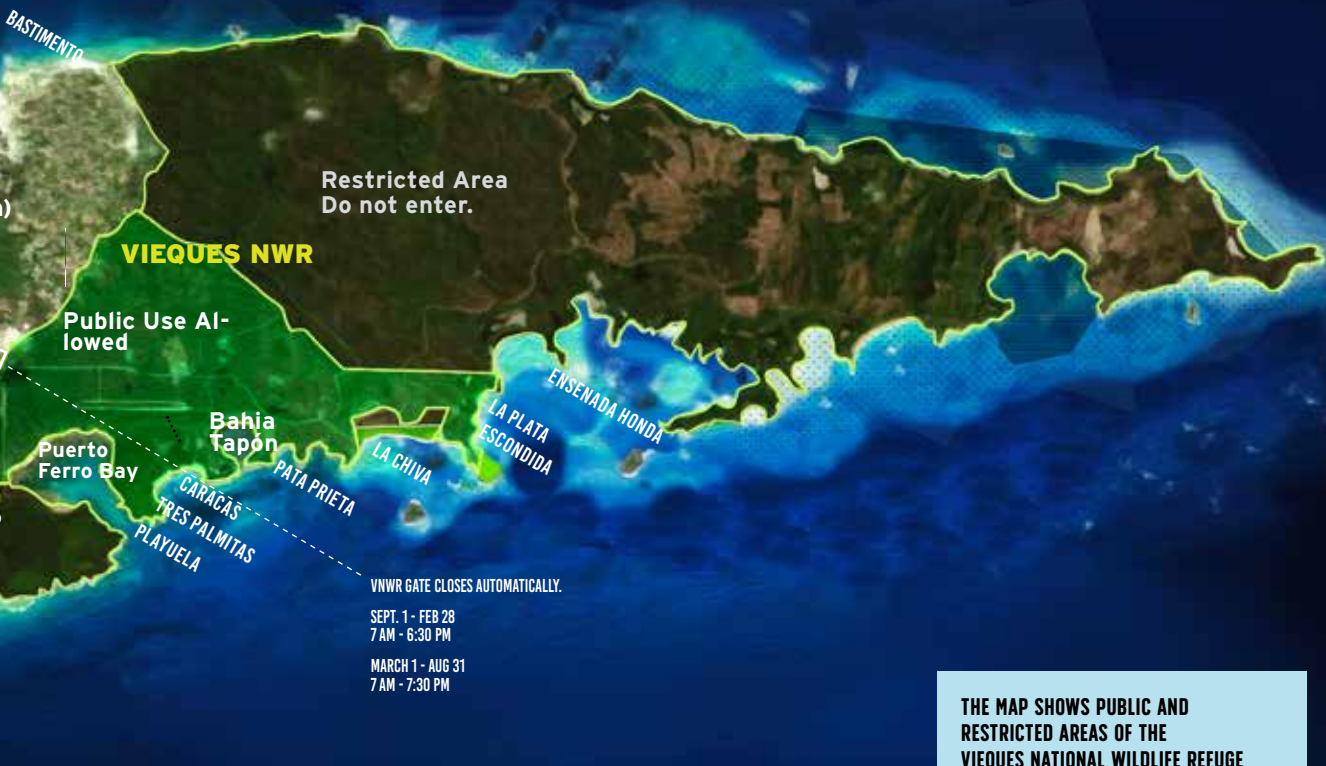 BASTIMENTO
Restricted Area
Do not enter.
VIEQUES NWR
Public Use Al-
lowed
Bahia
Tapón
Puerto
Ferro Bay
ENSENADA HONDA
LA PLATA
ESCONDIDA
LA CHIVA
PATA PRIETA
CARACAS
TRES PALMITAS
PLAYUELA
VNWR GATE CLOSES AUTOMATICALLY.
SEPT. 1 - FEB 28
7 AM - 6:30 PM
MARCH 1 - AUG 31
7 AM - 7:30 PM
THE MAP SHOWS PUBLIC AND
RESTRICTED AREAS OF THE
VIEQUES NATIONAL WILDLIFE REFUGE